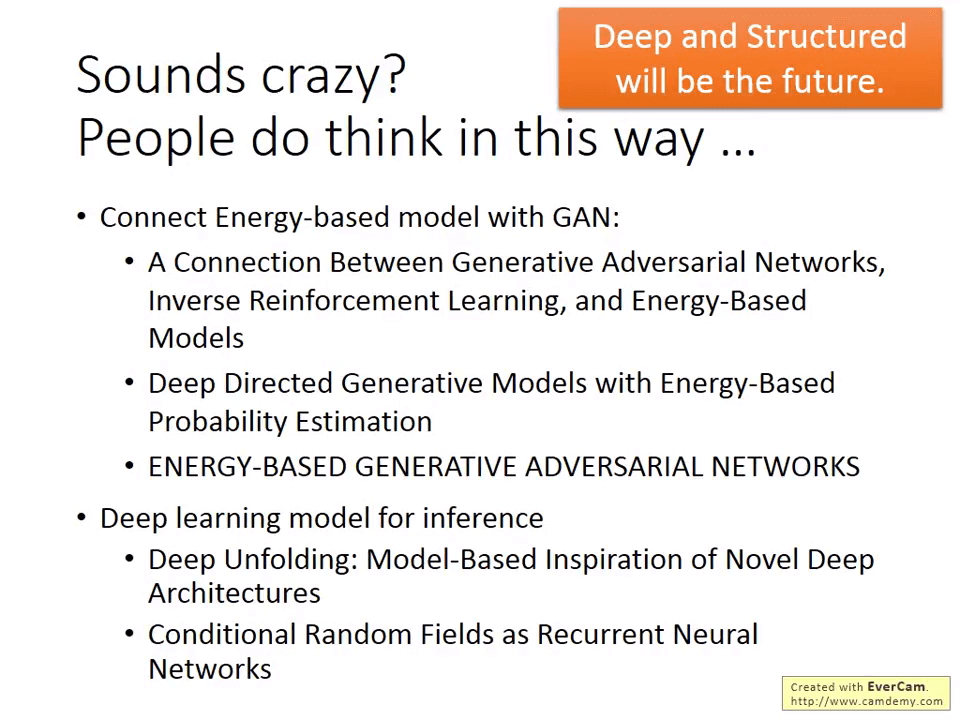 Deep and Structured
will be the future.
Sounds crazy?
People do think in this way …
• Connect Energy-based model with GAN:
• A Connection Between Generative Adversarial Networks,
Inverse Reinforcement Learning, and Energy-Based
Models
• Deep Directed Generative Models with Energy-Based
Probability Estimation
• ENERGY-BASED GENERATIVE ADVERSARIAL NETWORKS
• Deep learning model for inference
• Deep Unfolding: Model-Based Inspiration of Novel Deep
Architectures
• Conditional Random Fields as Recurrent Neural
Networks
Created with EverCam.
http://www.camdemy.com